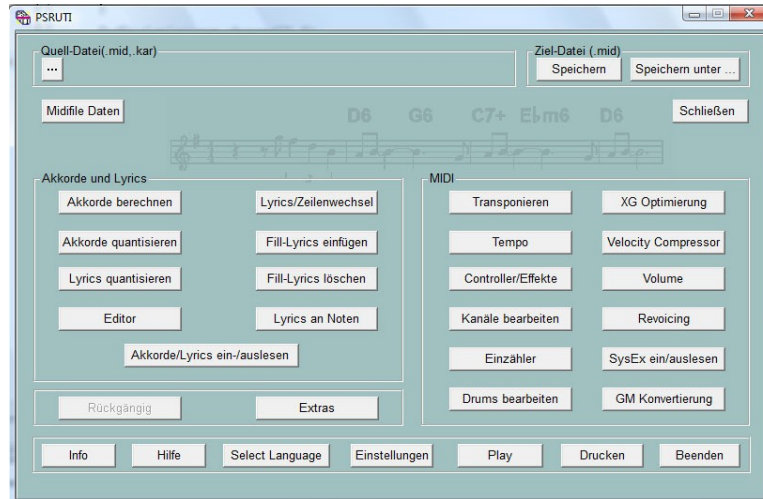 PSRUTI
Quell-Datei(.mid,.kar)
Ziel-Datei (.mid)
...
Speichern
Speichern unter ...
Midifile Daten
Schließen
D6 G6 C7+ E♭m6 D6
Akkorde und Lyrics
MIDI
Akkorde berechnen
Lyrics/Zeilenwechsel
Transponieren
XG Optimierung
Akkorde quantisieren
Fill-Lyrics einfügen
Tempo
Velocity Compressor
Lyrics quantisieren
Fill-Lyrics löschen
Controller/Effekte
Volume
Editor
Lyrics an Noten
Kanäle bearbeiten
Revoicing
Akkorde/Lyrics ein-/auslesen
Einzähler
SysEx ein/auslesen
Rückgängig
Extras
Drums bearbeiten
GM Konvertierung
Info
Hilfe
Select Language
Einstellungen
Play
Drucken
Beenden